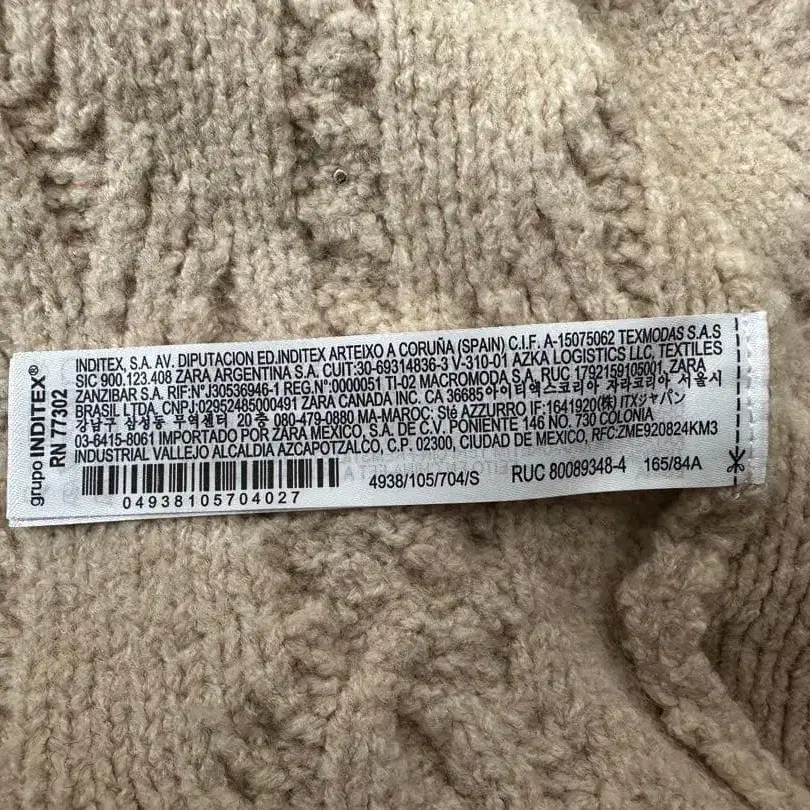 grupo INDITEX®
RN 77302
INDITEX, S.A. AV. DIPUTACION ED.INDITEX ARTEIXO A CORUÑA (SPAIN) C.I.F. A-15075062 TEXMODAS S.A.S
SIC 900.123.408 ZARA ARGENTINA S.A. CUIT:30-69314836-3 V-310-01 AZKA LOGISTICS LLC, TEXTILES
ZANZIBAR S.A. RIF:N°J30536946-1 REG.N°:0000051 TI-02 MACROMODA S.A. RUC 1792159105001, ZARA
BRASIL LTDA. CNPJ:02952485000491 ZARA CANADA INC. CA 36685 아이티엑스코리아 자라코리아 서울시
강남구 삼성동 무역센터 20 층 080-479-0880 MA-MAROC: Sté AZZURRO IF:1641920 (株) ITXジャパン
03-6415-8061 IMPORTADO POR ZARA MEXICO, S.A. DE C.V. PONIENTE 146 NO. 730 COLONIA
INDUSTRIAL VALLEJO ALCALDIA AZCAPOTZALCO, C.P. 02300, CIUDAD DE MEXICO, RFC:ZME920824KM3
04938105704027
4938/105/704/S RUC 80089348-4 165/84A